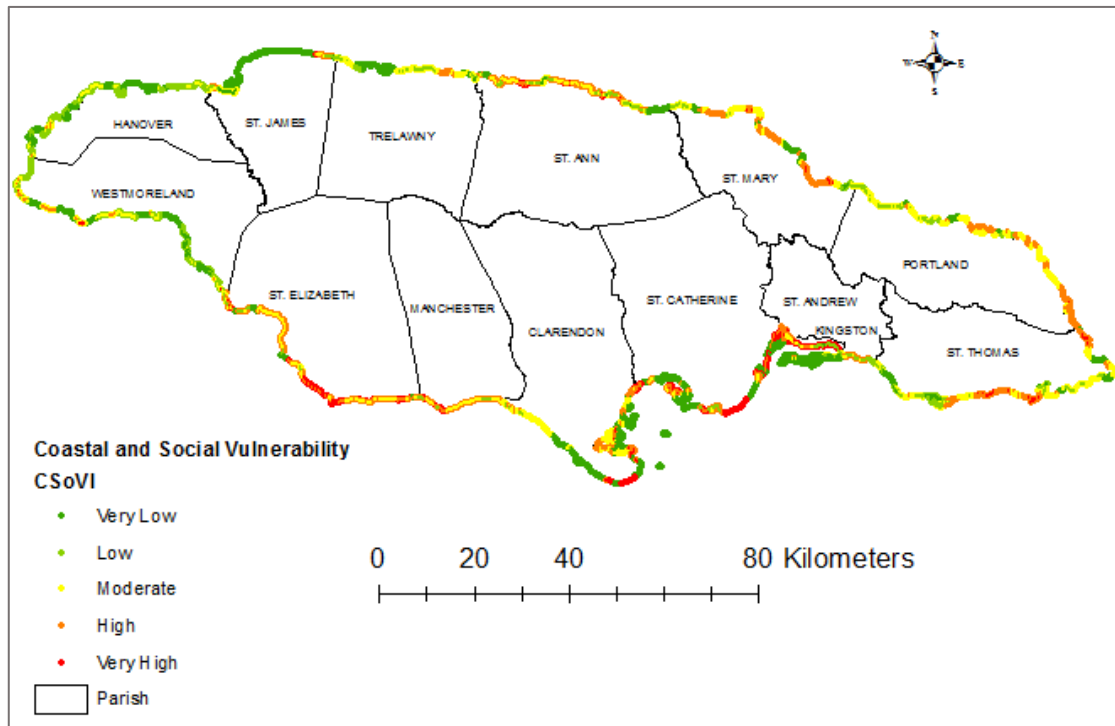 N
W E
S
HANOVER
ST. JAMES
TRELAWNY
ST. ANN
ST. MARY
WESTMORELAND
PORTLAND
ST. ELIZABETH
MANCHESTER
CLARENDON
ST. CATHERINE
ST. ANDREW
KINGSTON
ST. THOMAS
Coastal and Social Vulnerability
CSoVI
Very Low
Low
Moderate
High
Very High
Parish
0 20 40 80 Kilometers